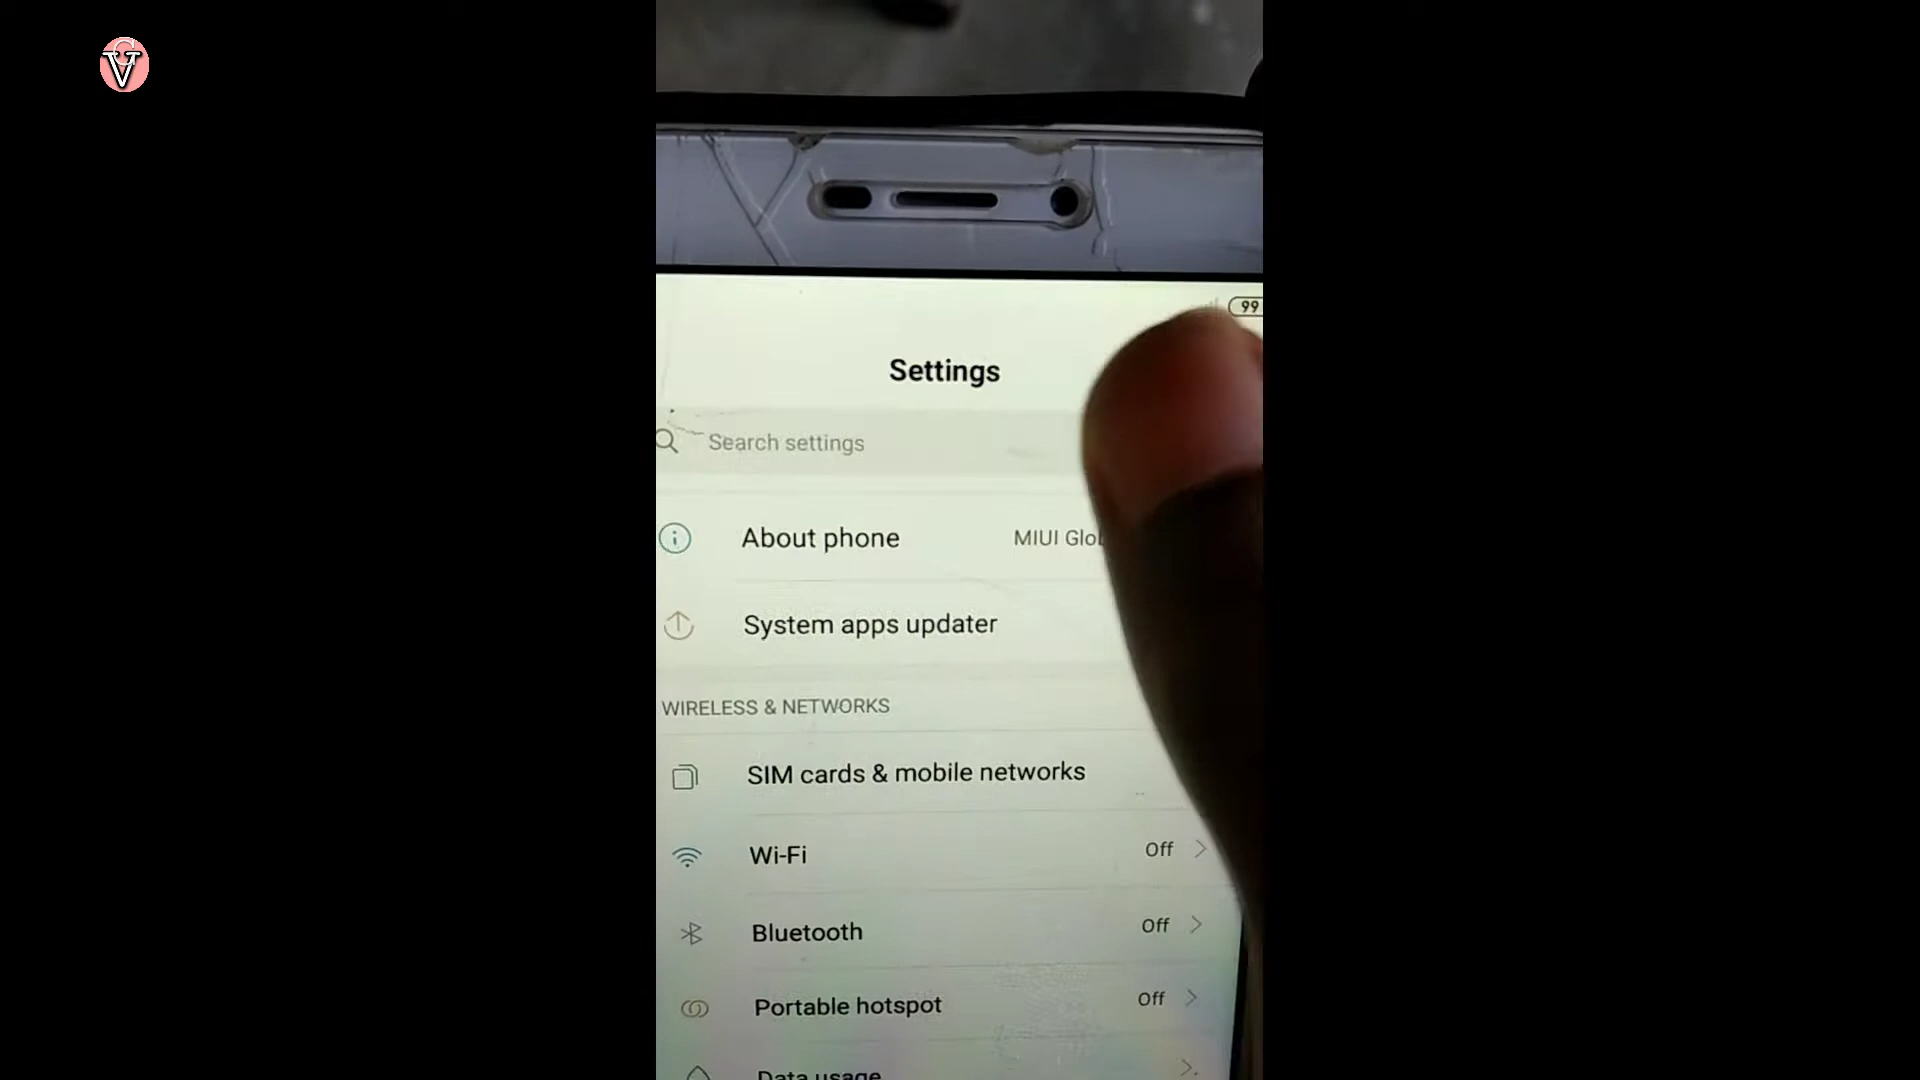 99
Settings
Search settings
About phone MIUI Glo
System apps updater
WIRELESS & NETWORKS
SIM cards & mobile networks
Wi-Fi Off
Bluetooth Off
Portable hotspot Off
Data usage